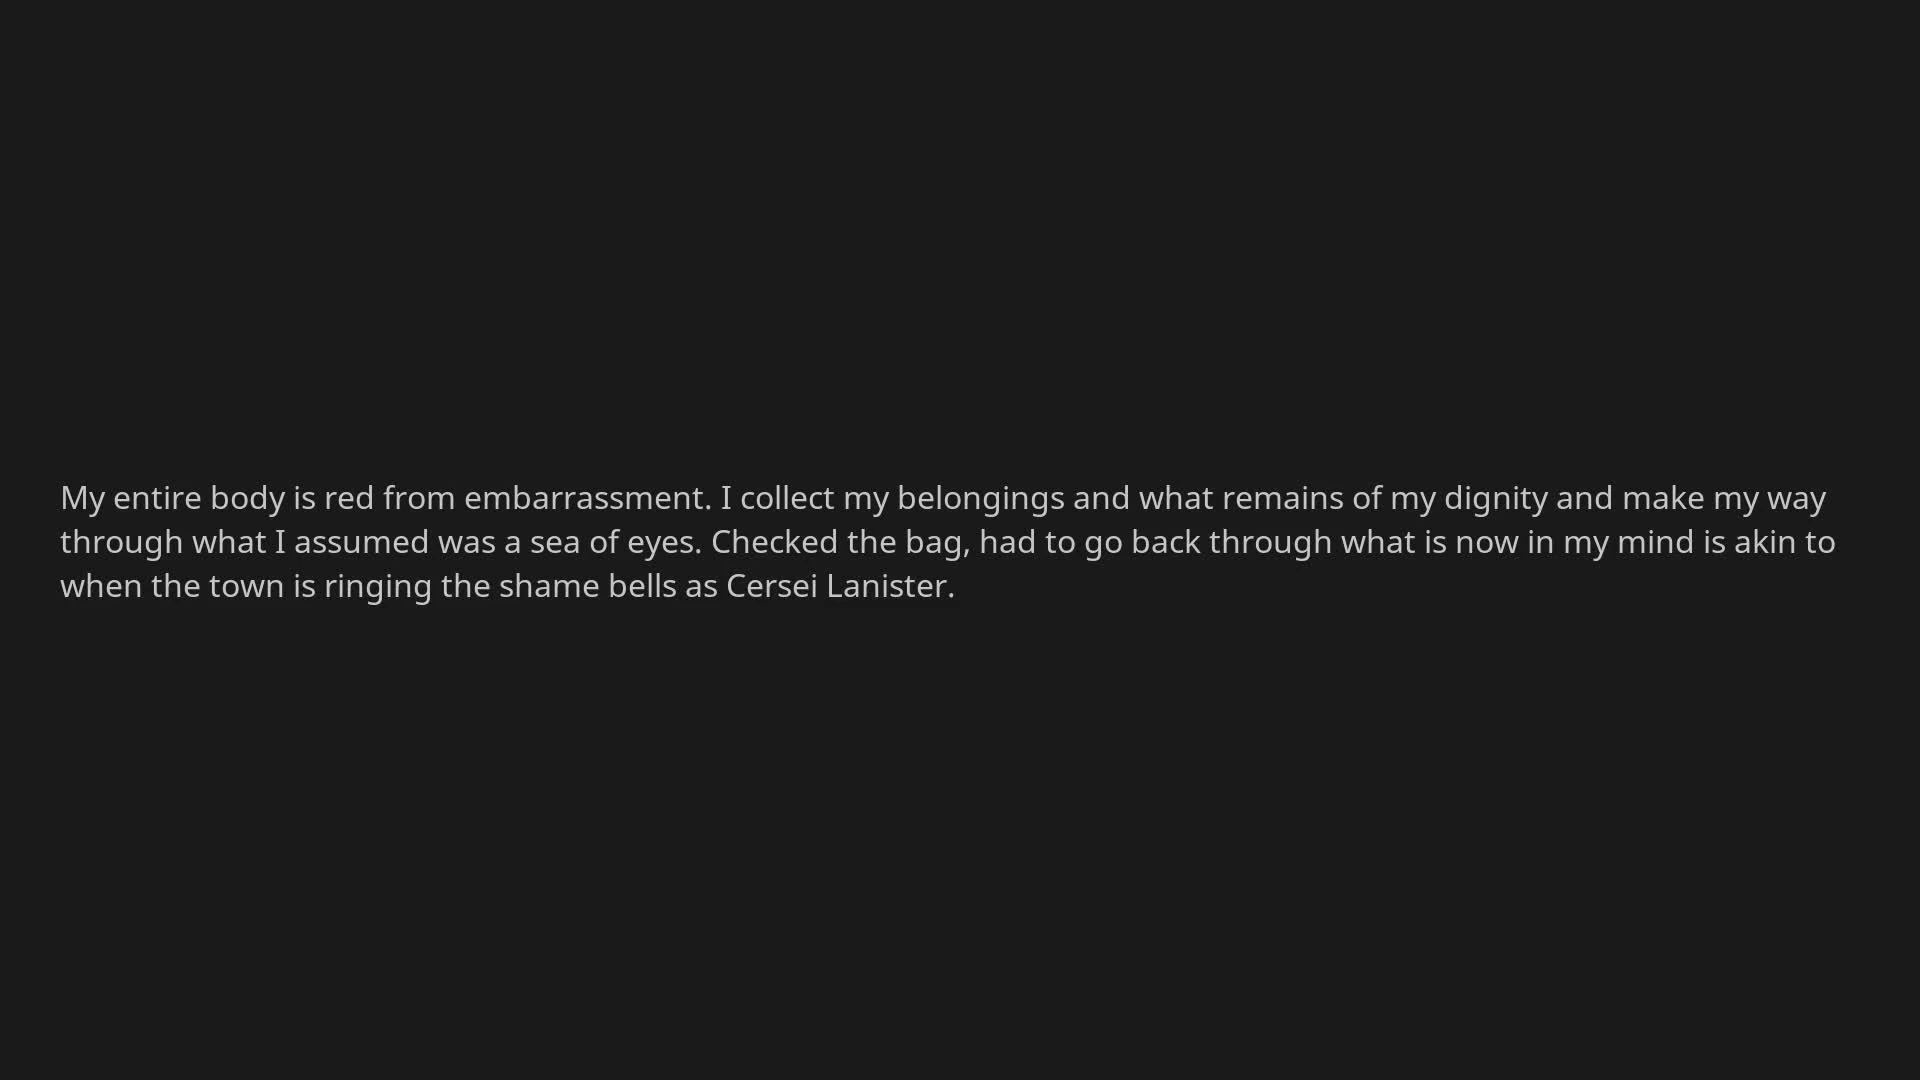 My entire body is red from embarrassment. I collect my belongings and what remains of my dignity and make my way
through what I assumed was a sea of eyes. Checked the bag, had to go back through what is now in my mind is akin to
when the town is ringing the shame bells as Cersei Lanister.